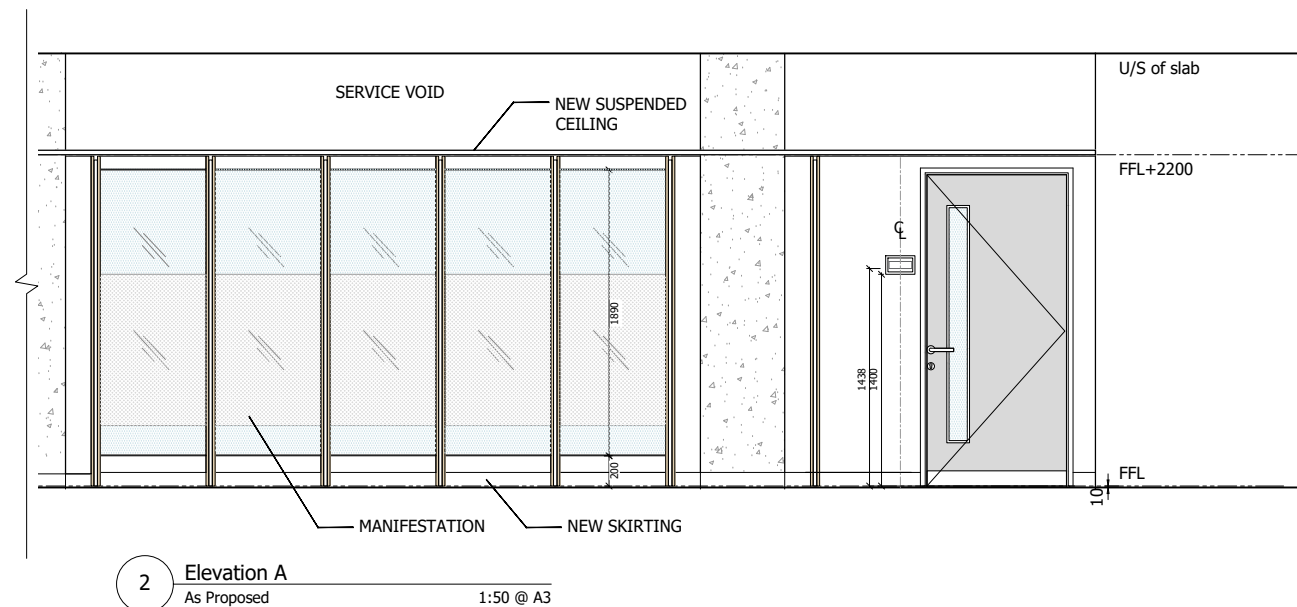 U/S of slab
SERVICE VOID
NEW SUSPENDED
CEILING
FFL+2200
℄
1890
1438
1400
200
FFL
10
MANIFESTATION
NEW SKIRTING
2
Elevation A
As Proposed
1:50 @ A3